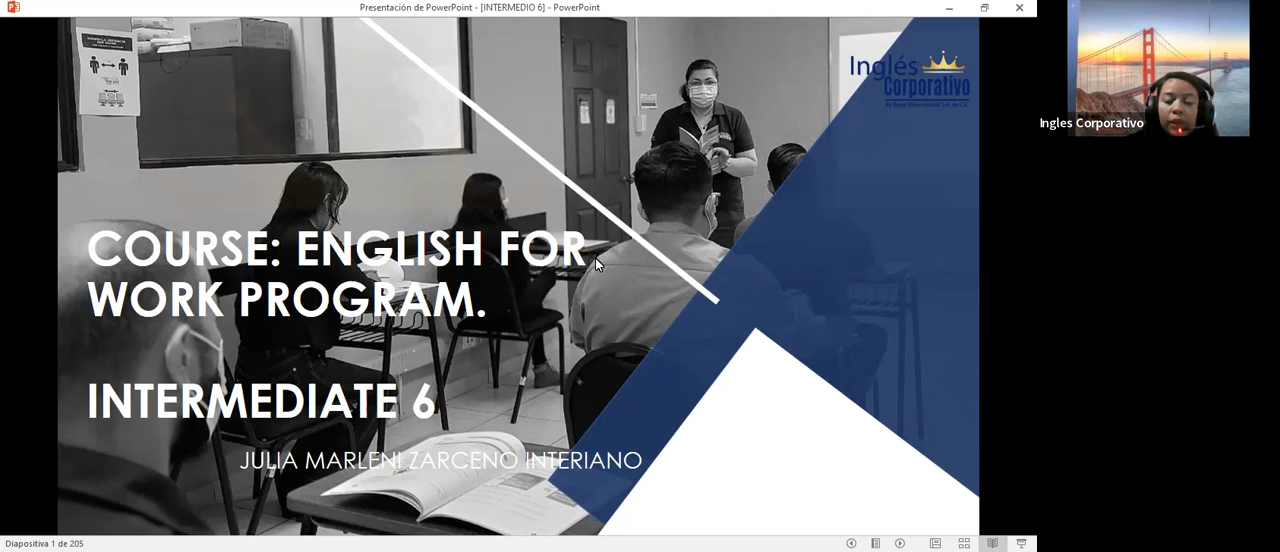 Presentación de PowerPoint - [INTERMEDIO 6] - PowerPoint
Inglés
Corporativo
Ingles Corporativo
COURSE: ENGLISH FOR
WORK PROGRAM.
INTERMEDIATE 6
JULIA MARLENI ZARCENO INTERIANO
Diapositiva 1 de 205